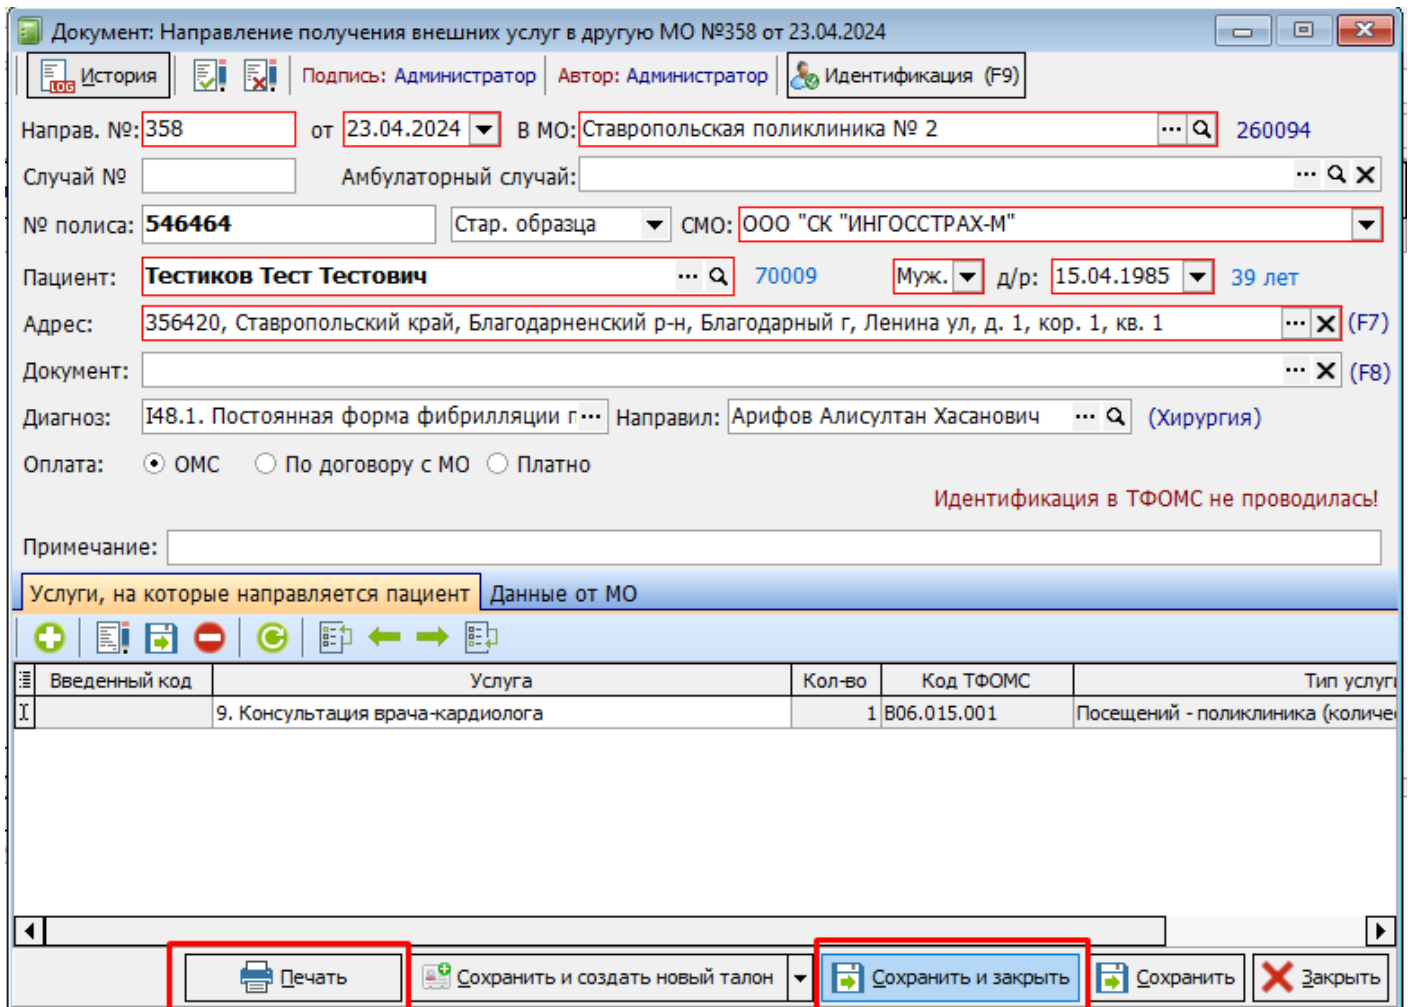 Документ: Направление получения внешних услуг в другую МО №358 от 23.04.2024
LOG История Подпись: Администратор Автор: Администратор Идентификация (F9)
Направ. №: 358 от 23.04.2024 В МО: Ставропольская поликлиника № 2 ... 260094
Случай № Амбулаторный случай: ...
№ полиса: 546464 Стар. образца СМО: ООО "СК "ИНГОССТРАХ-М"
Пациент: Тестиков Тест Тестович ... 70009 Муж. д/р: 15.04.1985 39 лет
Адрес: 356420, Ставропольский край, Благодарненский р-н, Благодарный г, Ленина ул, д. 1, кор. 1, кв. 1 ... (F7)
Документ: ... (F8)
Диагноз: I48.1. Постоянная форма фибрилляции п ... Направил: Арифов Алисултан Хасанович ... (Хирургия)
Оплата: ОМС По договору с МО Платно
Идентификация в ТФОМС не проводилась!
Примечание:
Услуги, на которые направляется пациент Данные от МО
Введенный код Услуга Кол-во Код ТФОМС Тип услуги
9. Консультация врача-кардиолога 1 B06.015.001 Посещений - поликлиника (количес
Печать Сохранить и создать новый талон Сохранить и закрыть Сохранить Закрыть